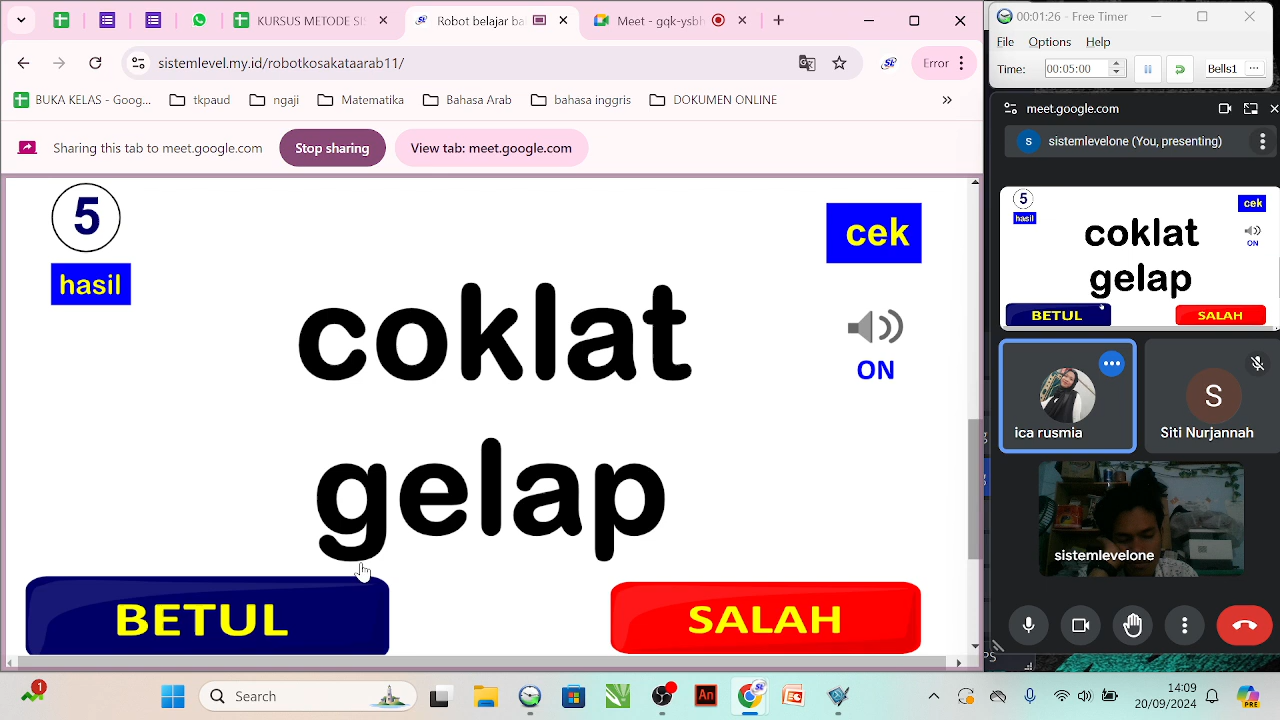 KURSUS METODE SI
Robot belajar ba
Meet - gqk-ysbh
sistemlevel.my.id/robotkosakataarab11/
Error
BUKA KELAS - Goog...
tkpaud
Matematika
bahasa inggris
DOKUMEN ONLINE
Sharing this tab to meet.google.com
Stop sharing
View tab: meet.google.com
5
hasil
cek
coklat
gelap
ON
BETUL
SALAH
00:01:26 - Free Timer
File Options Help
Time: 00:05:00 Bells1 ...
meet.google.com
s sistemlevelone (You, presenting)
5
hasil
cek
coklat
gelap
ON
BETUL
SALAH
ica rusmia
S
Siti Nurjannah
sistemlevelone
1
Search
An
PRE
14:09
20/09/2024